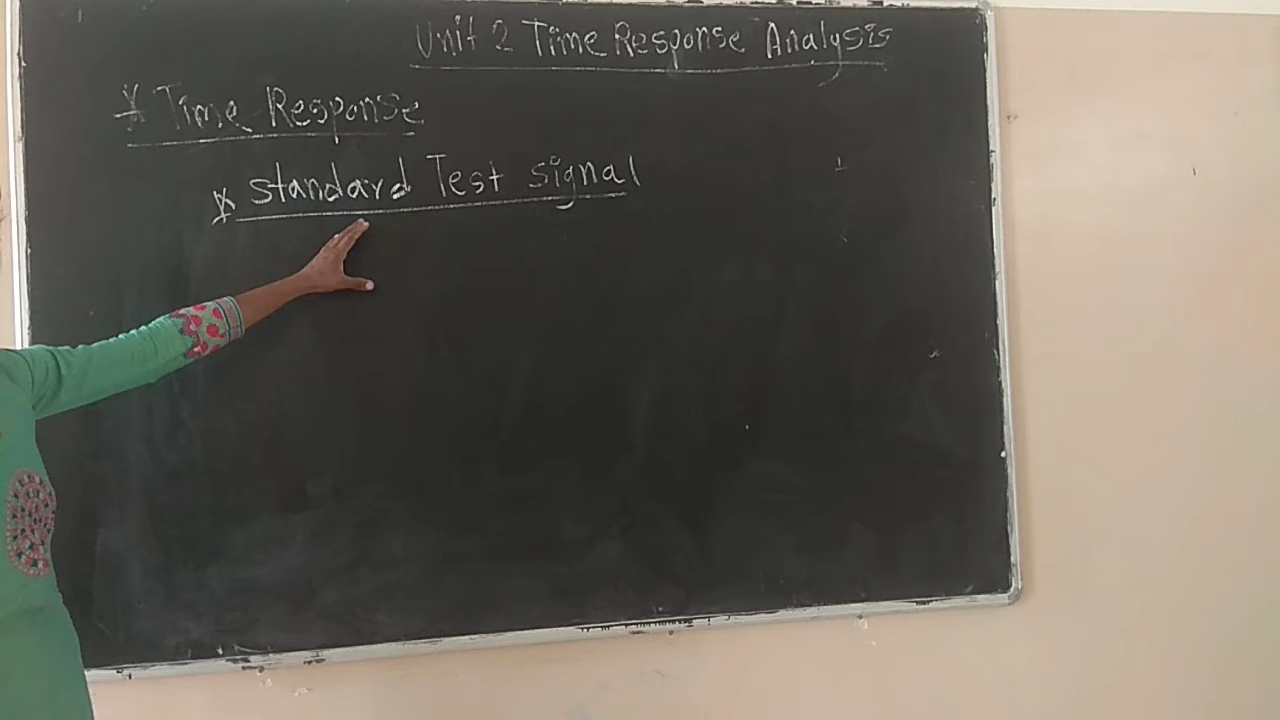 Unit 2 Time Response Analysis
* Time Response
* Standard Test signal